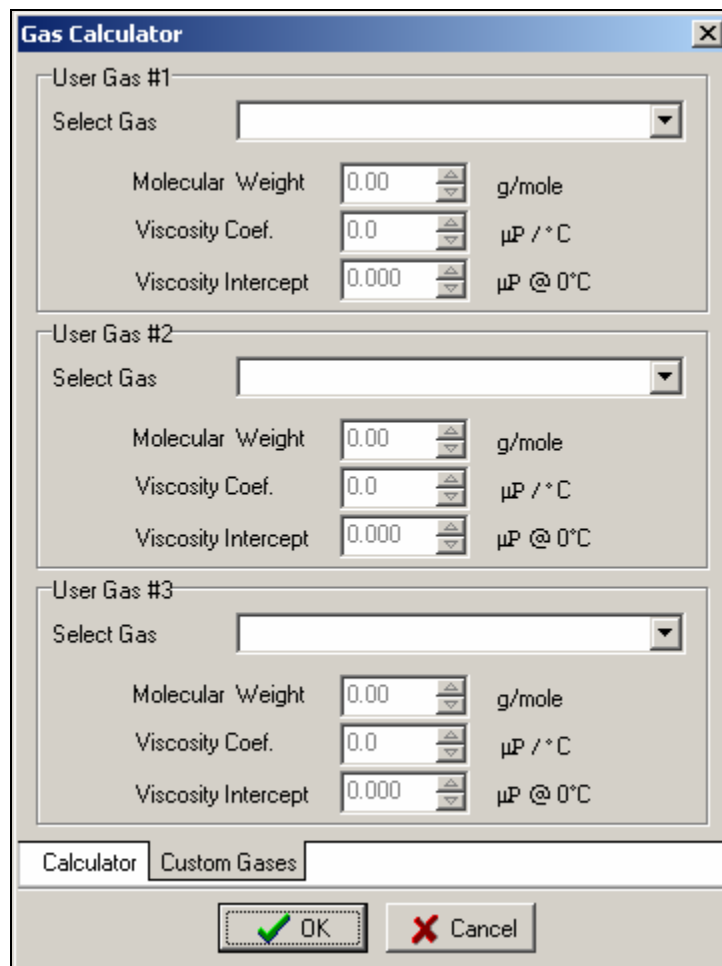 Gas Calculator
User Gas #1
Select Gas
Molecular Weight 0.00 g/mole
Viscosity Coef. 0.0 µP / °C
Viscosity Intercept 0.000 µP @ 0°C
User Gas #2
Select Gas
Molecular Weight 0.00 g/mole
Viscosity Coef. 0.0 µP / °C
Viscosity Intercept 0.000 µP @ 0°C
User Gas #3
Select Gas
Molecular Weight 0.00 g/mole
Viscosity Coef. 0.0 µP / °C
Viscosity Intercept 0.000 µP @ 0°C
Calculator Custom Gases
OK Cancel